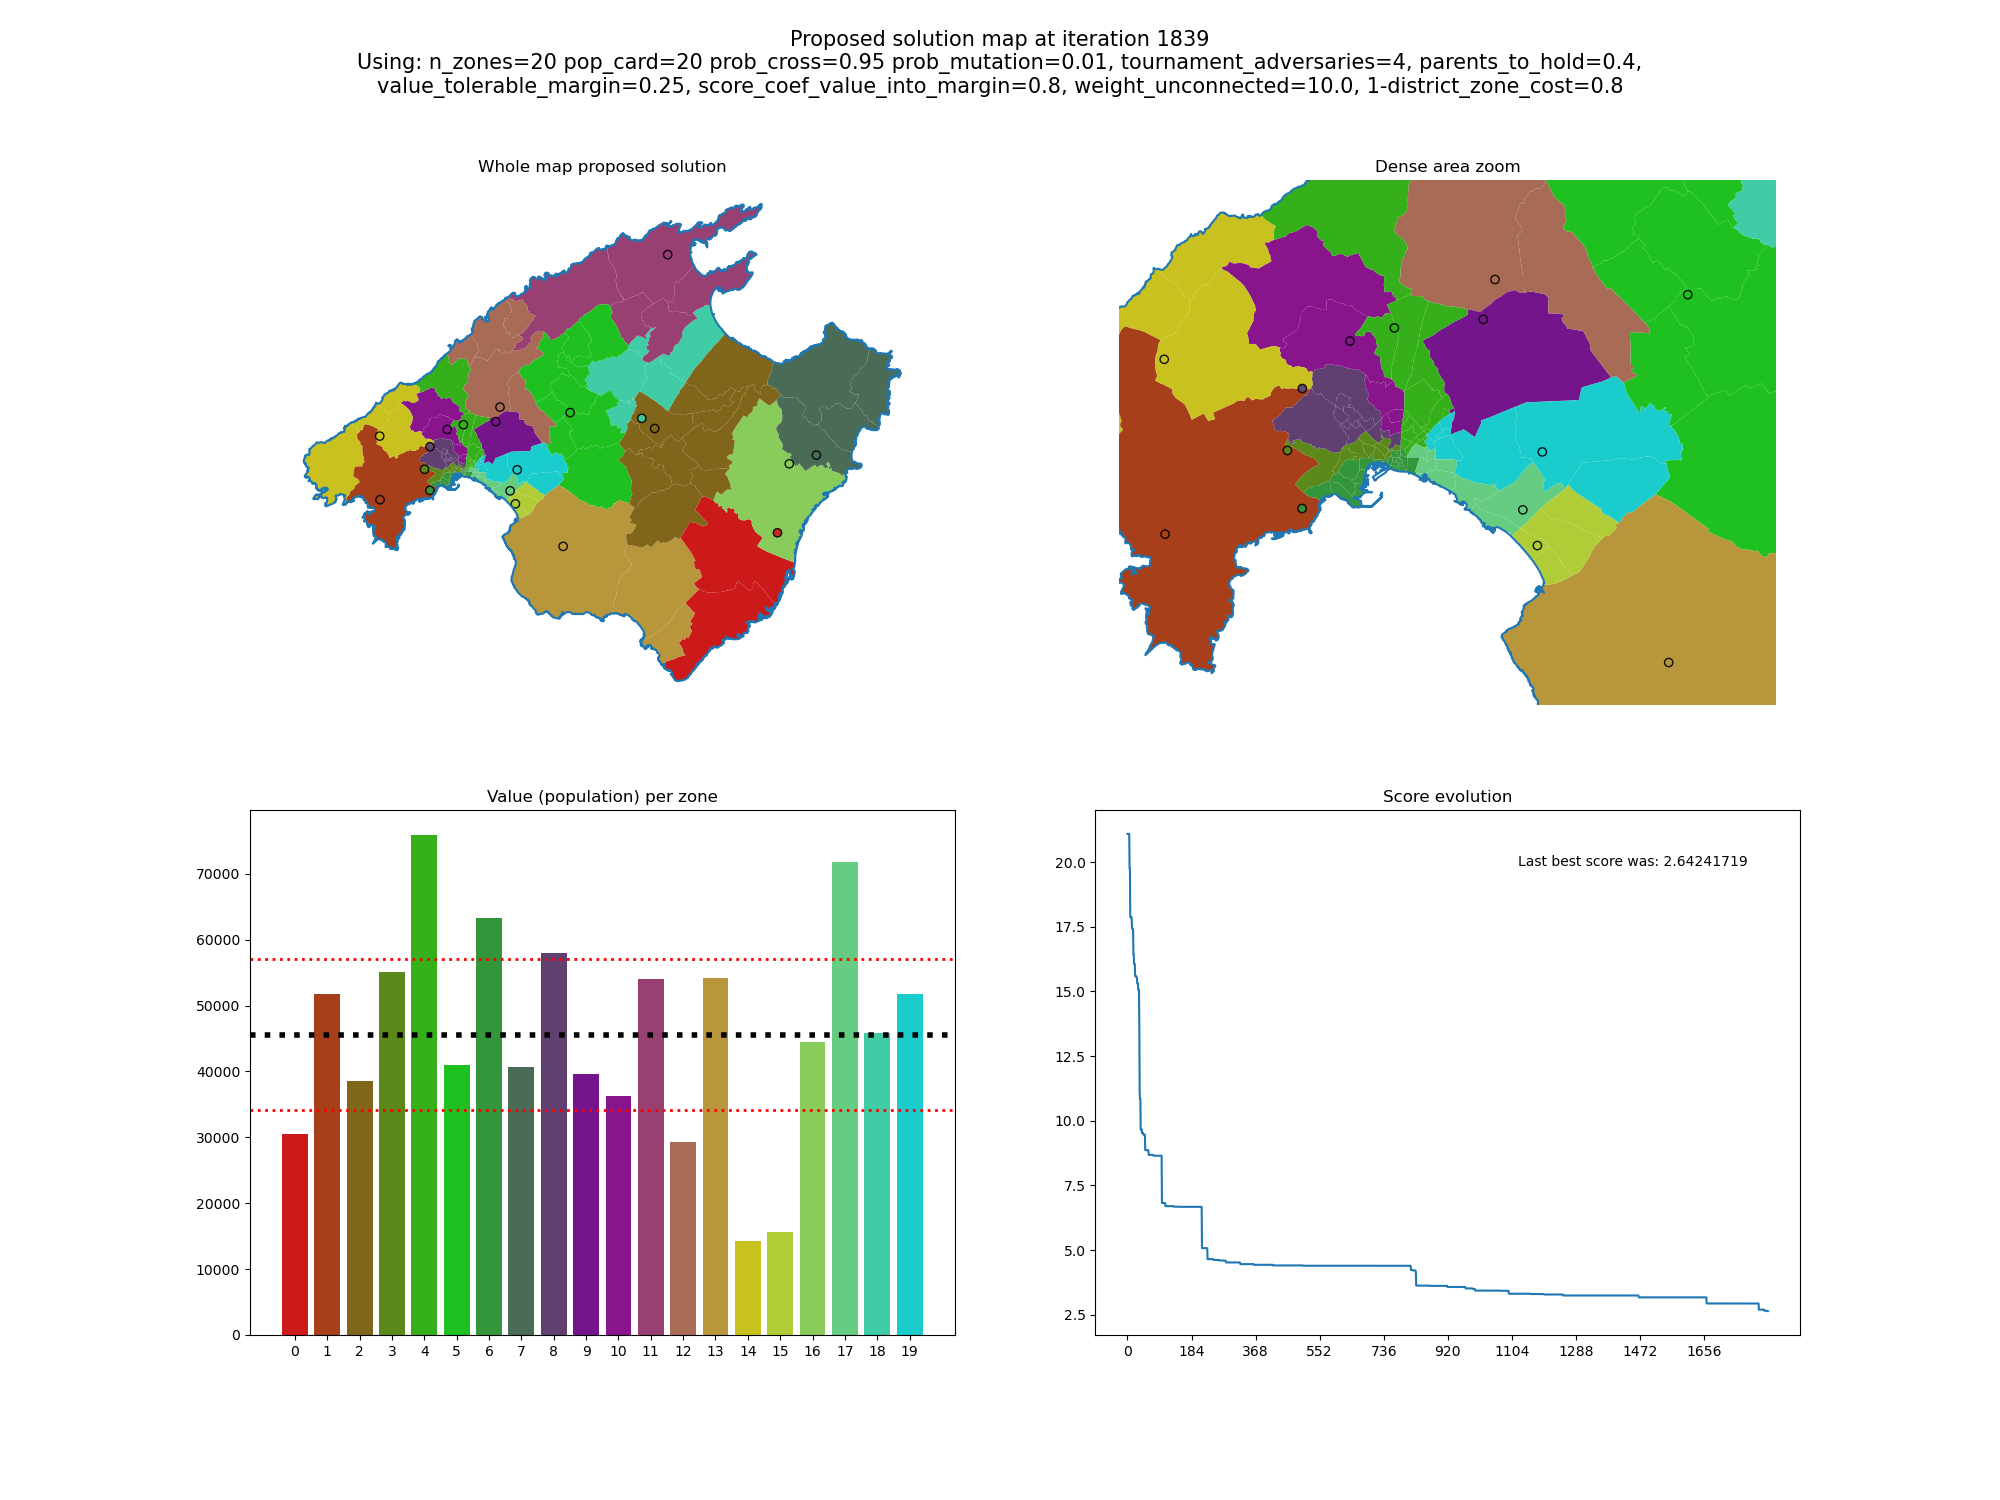 Proposed solution map at iteration 1839
Using: n_zones=20 pop_card=20 prob_cross=0.95 prob_mutation=0.01, tournament_adversaries=4, parents_to_hold=0.4,
value_tolerable_margin=0.25, score_coef_value_into_margin=0.8, weight_unconnected=10.0, 1-district_zone_cost=0.8
Whole map proposed solution
Dense area zoom
Value (population) per zone
70000
60000
50000
40000
30000
20000
10000
0
0 1 2 3 4 5 6 7 8 9 10 11 12 13 14 15 16 17 18 19
Score evolution
Last best score was: 2.64241719
20.0
17.5
15.0
12.5
10.0
7.5
5.0
2.5
0 184 368 552 736 920 1104 1288 1472 1656